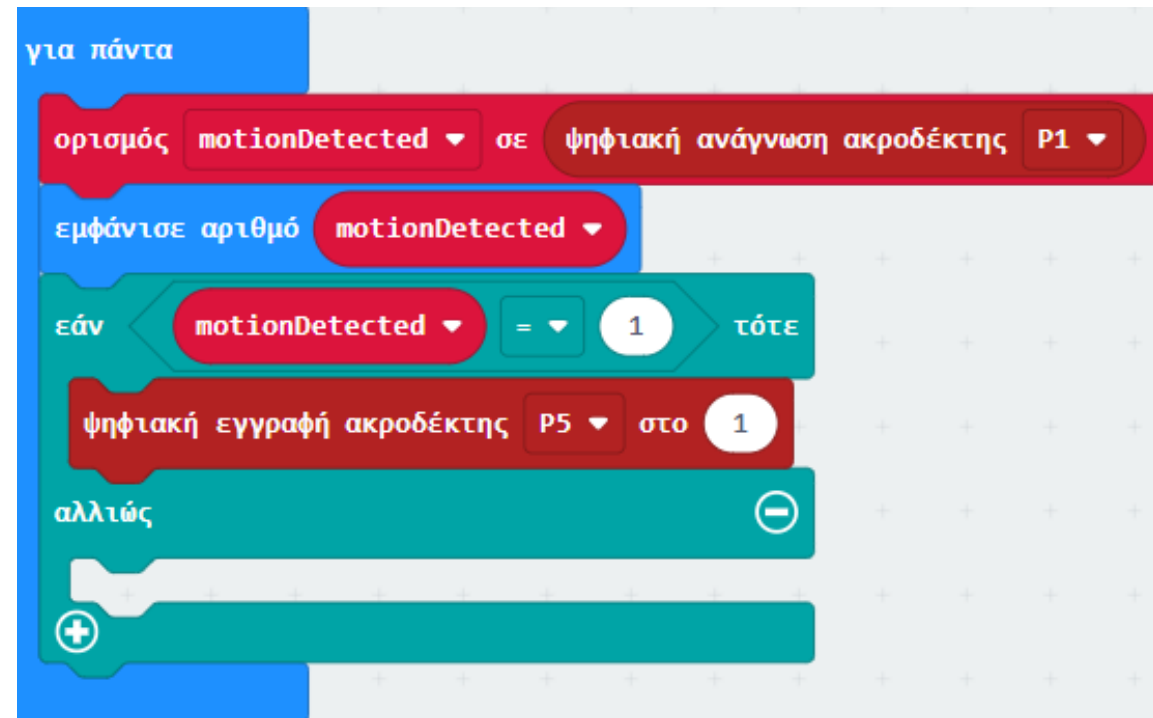 για πάντα
ορισμός motionDetected σε ψηφιακή ανάγνωση ακροδέκτης P1
εμφάνισε αριθμό motionDetected
εάν motionDetected = 1 τότε
ψηφιακή εγγραφή ακροδέκτης P5 στο 1
αλλιώς